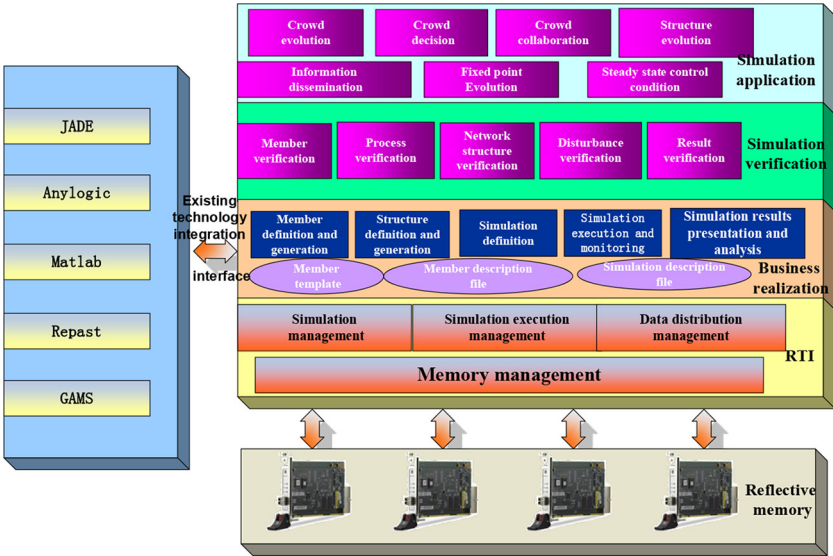 JADE
Anylogic
Matlab
Repast
GAMS
Existing
technology
integration
interface
Crowd
evolution
Crowd
decision
Crowd
collaboration
Structure
evolution
Information
dissemination
Fixed point
Evolution
Steady state control
condition
Simulation
application
Member
verification
Process
verification
Network
structure
verification
Disturbance
verification
Result
verification
Simulation
verification
Member
definition and
generation
Structure
definition and
generation
Simulation
definition
Simulation
execution and
monitoring
Simulation results
presentation and
analysis
Member
template
Member description
file
Simulation description
file
Business
realization
Simulation
management
Simulation execution
management
Data distribution
management
RTI
Memory management
Reflective
memory